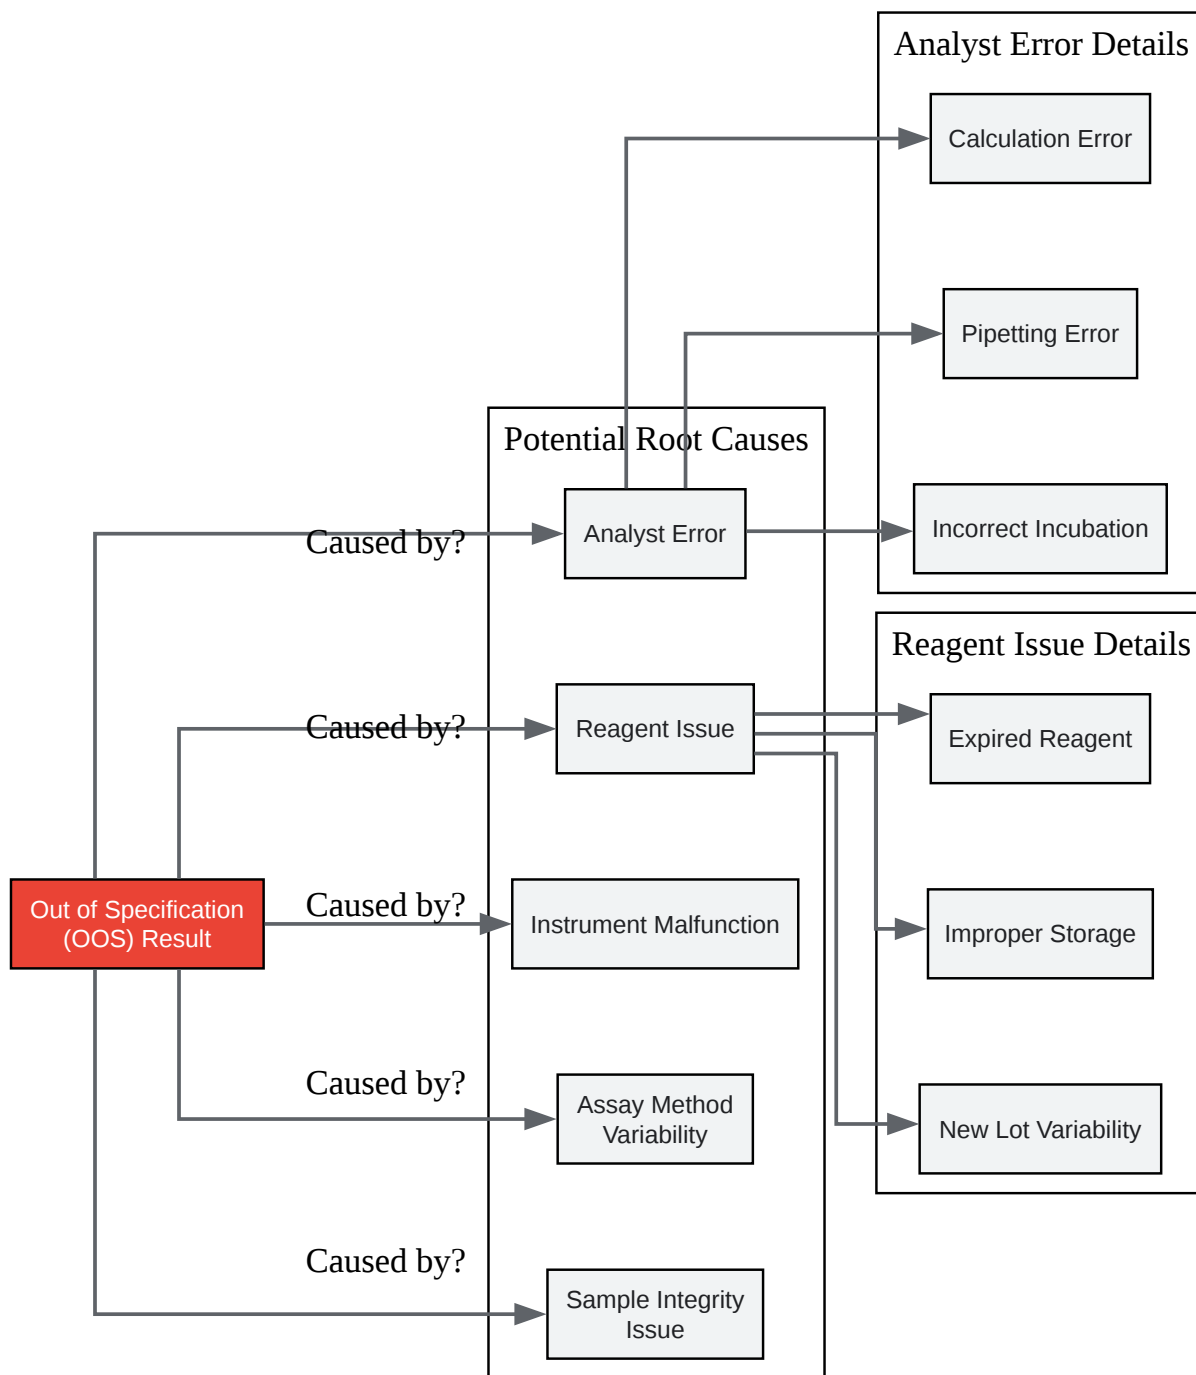 Analyst Error Details
Calculation Error
Pipetting Error
Incorrect Incubation
Potential Root Causes
Caused by?
Analyst Error
Reagent Issue Details
Caused by?
Reagent Issue
Expired Reagent
Out of Specification
(OOS) Result
Caused by?
Instrument Malfunction
Improper Storage
Caused by?
Assay Method
Variability
New Lot Variability
Caused by?
Sample Integrity
Issue